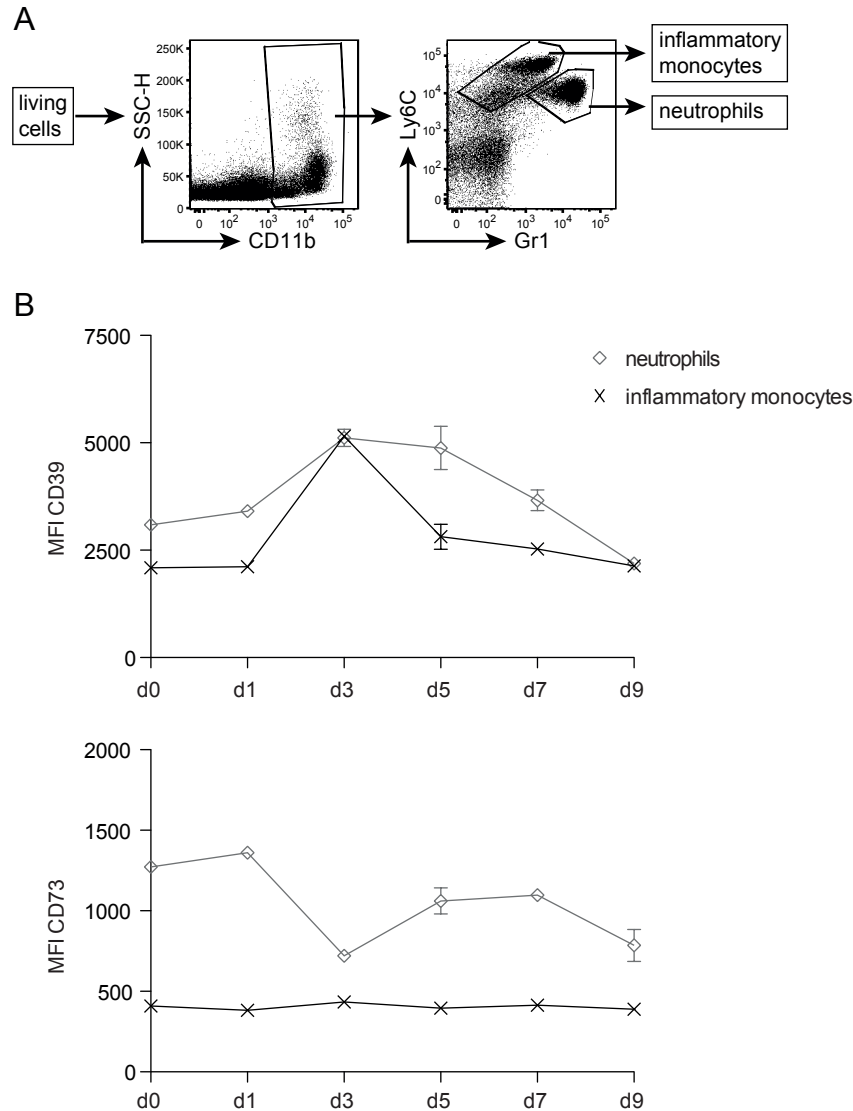 A
living
cells
SSC-H
250K
200K
150K
100K
50K
0
0 10² 10³ 10⁴ 10⁵
CD11b
Ly6C
10⁵
10⁴
10³
10²
0
0 10² 10³ 10⁴ 10⁵
Gr1
inflammatory
monocytes
neutrophils
B
MFI CD39
7500
5000
2500
0
d0 d1 d3 d5 d7 d9
neutrophils
inflammatory monocytes
MFI CD73
2000
1500
1000
500
0
d0 d1 d3 d5 d7 d9